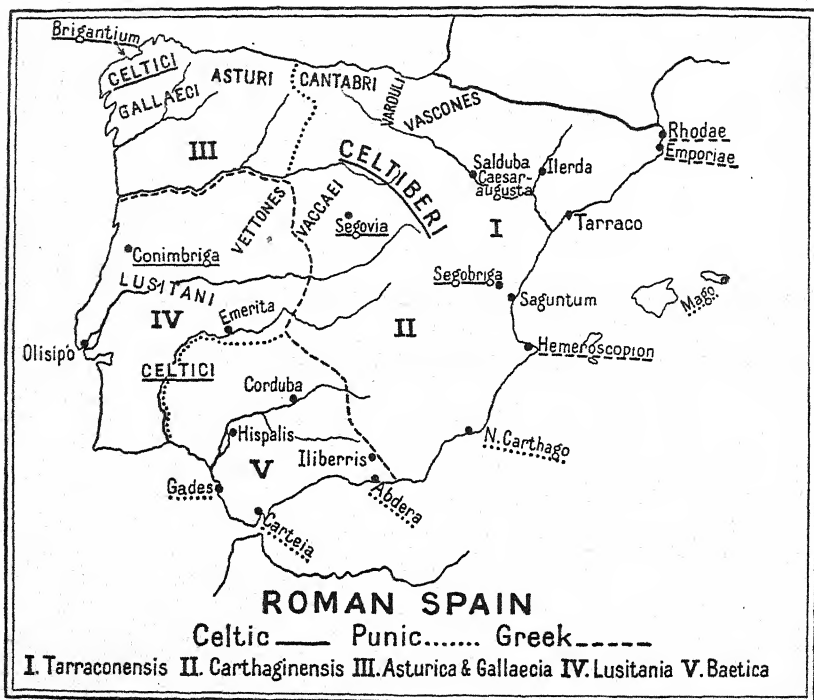 Brigantium
CELTICI
GALLAECI
ASTURI
CANTABRI
VAROULI
VASCONES
Rhodae
Emporiae
III
CELTIBERI
Salduba
Caesar-
augusta
Ilerda
VETTONES
VACCAEI
Segovia
I
Tarraco
Conimbriga
LUSITANI
Segobriga
Saguntum
Mago
IV
Emerita
II
Olisipo
Hemeroscopion
CELTICI
Corduba
Hispalis
N. Carthago
V
Iliberris
Gades
Abdera
Carteia
ROMAN SPAIN
Celtic Punic....... Greek-----
I. Tarraconensis II. Carthaginensis III. Asturica & Gallaecia IV. Lusitania V. Baetica